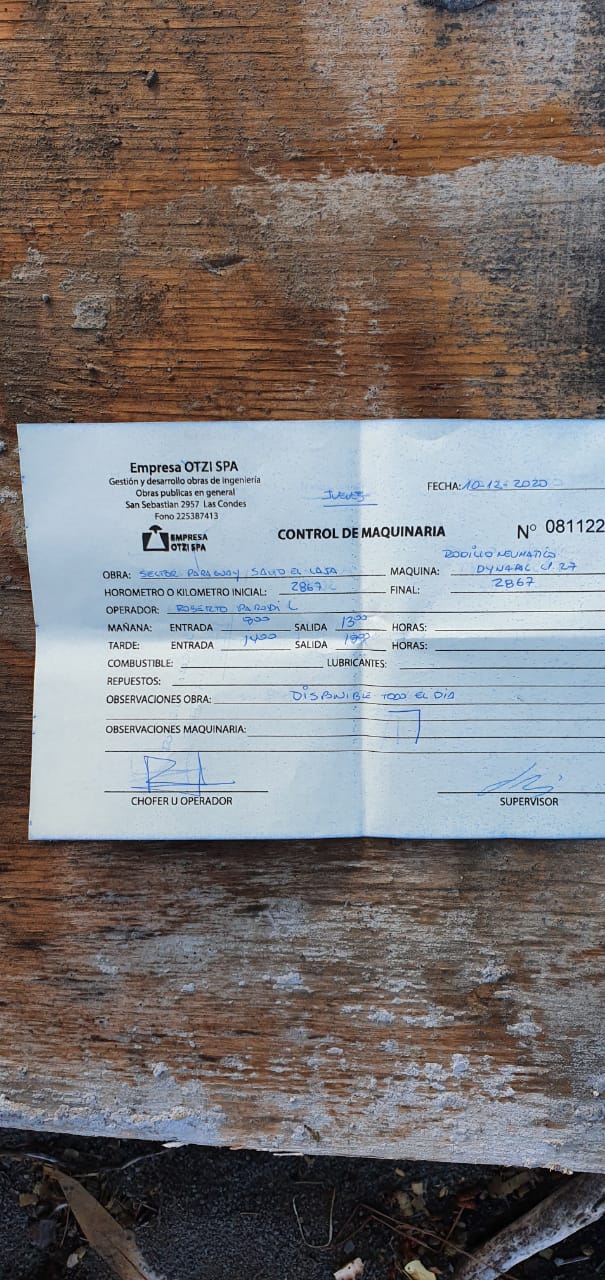 Empresa OTZI SPA
Gestión y desarrollo obras de ingeniería
Obras publicas en general
San Sebastian 2957 Las Condes
Fono 225387413
EMPRESA
OTZI SPA
JUEVES
FECHA: 10-12-2020
CONTROL DE MAQUINARIA
Nº 081122
OBRA: SECTOR PARAGUAY SALTO EL LAJA
RODILLO NEUMATICO
MAQUINA: DYNAPAC 27
HOROMETRO O KILOMETRO INICIAL: 2867 FINAL: 2867
OPERADOR: ROBERTO PARADI L
MAÑANA: ENTRADA 800 SALIDA 1300 HORAS:
TARDE: ENTRADA 1400 SALIDA HORAS:
COMBUSTIBLE: LUBRICANTES:
REPUESTOS:
OBSERVACIONES OBRA: DISPONIBLE TODO EL DIA
OBSERVACIONES MAQUINARIA:
CHOFER U OPERADOR SUPERVISOR